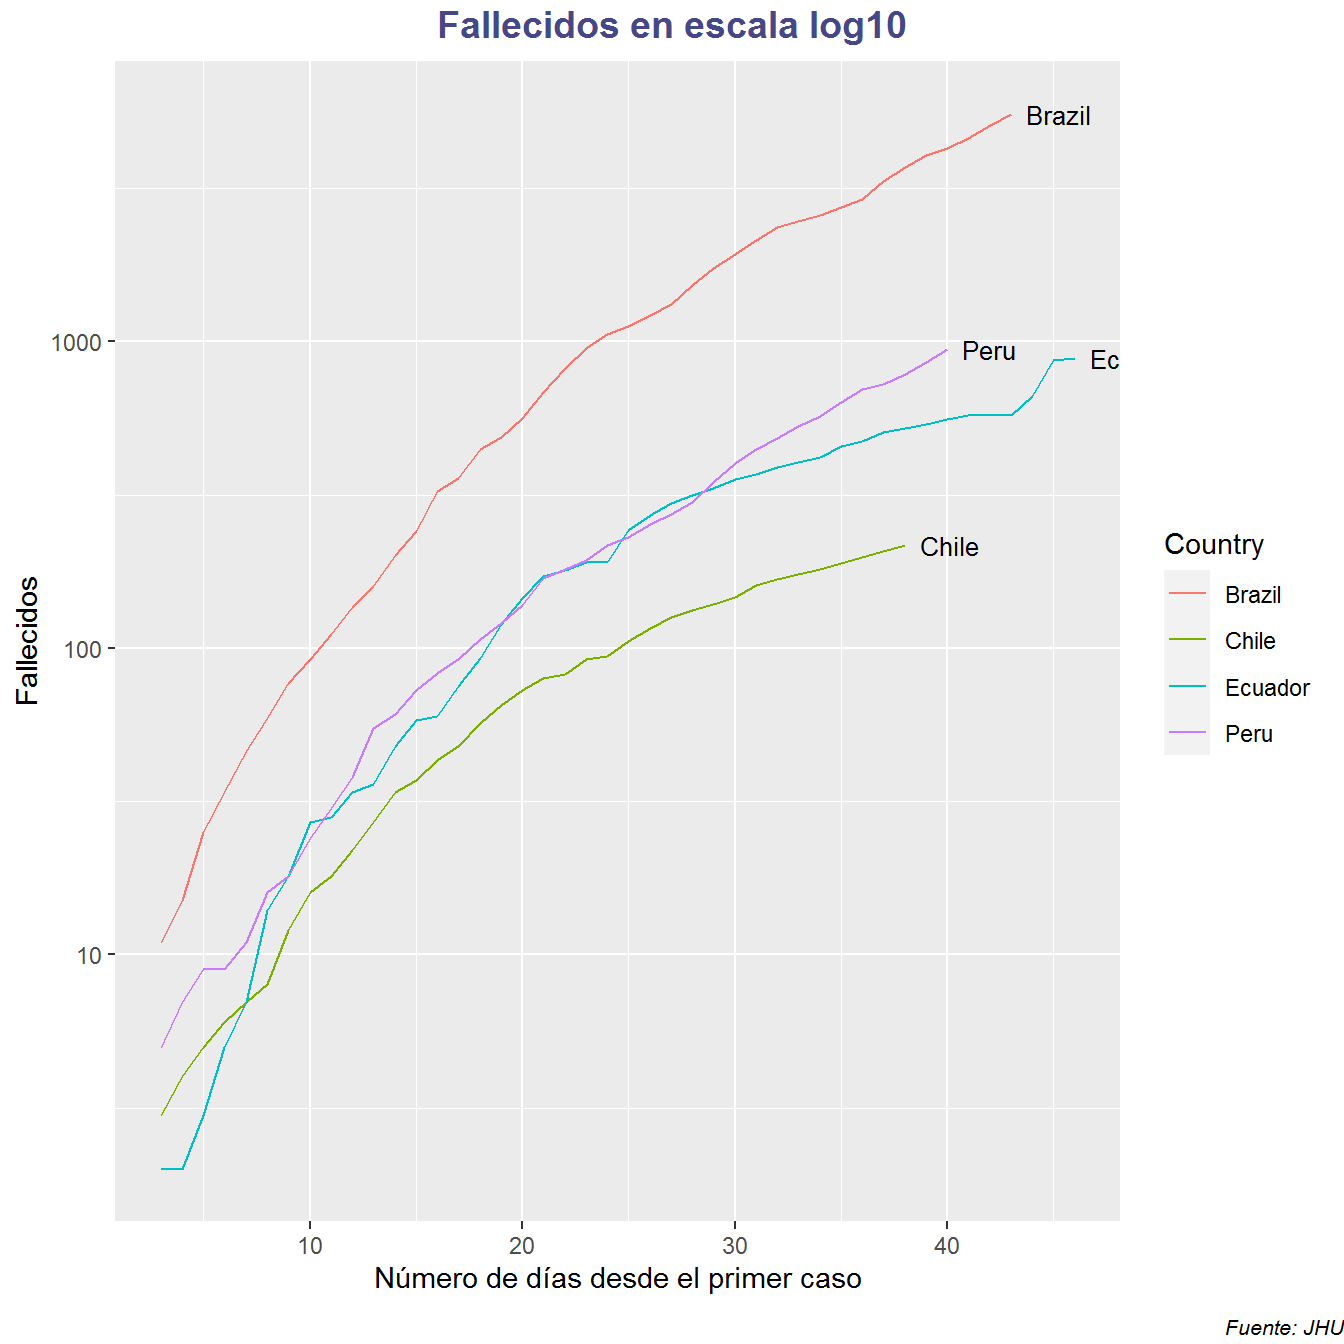 Fallecidos en escala log10
Brazil
Peru
Ec
Chile
1000
100
10
Fallecidos
10 20 30 40
Número de días desde el primer caso
Country
Brazil
Chile
Ecuador
Peru
Fuente: JHU